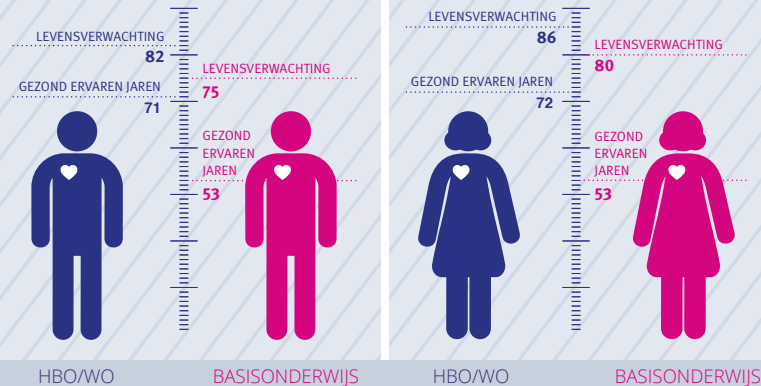 LEVENSVERWACHTING
82
GEZOND ERVAREN JAREN
71
LEVENSVERWACHTING
75
GEZOND
ERVAREN
JAREN
53
HBO/WO
BASISONDERWIJS
LEVENSVERWACHTING
86
GEZOND ERVAREN JAREN
72
LEVENSVERWACHTING
80
GEZOND
ERVAREN
JAREN
53
HBO/WO
BASISONDERWIJS